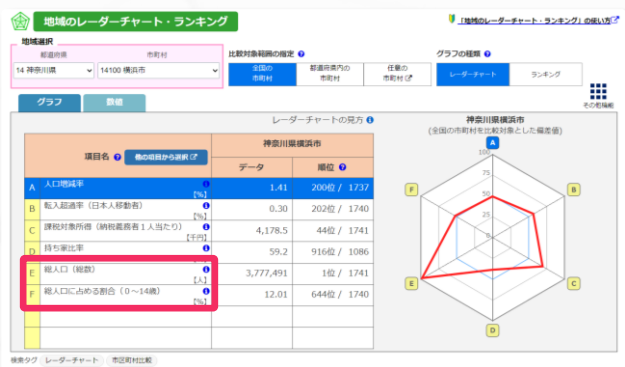 地域のレーダーチャート・ランキング
「地域のレーダーチャート・ランキング」の使い方
地域選択
都道府県
市町村
14 神奈川県
14100 横浜市
比較対象範囲の指定
全国の
市町村
都道府県内の
市町村
任意の
市町村
グラフの種類
レーダーチャート
ランキング
その他機能
グラフ
数値
レーダーチャートの見方
項目名
他の項目から選択
神奈川県横浜市
データ
順位
A 人口増減率 【%】 1.41 200位 / 1737
B 転入超過率（日本人移動者） 【%】 0.30 202位 / 1740
C 課税対象所得（納税義務者１人当たり） 【千円】 4,178.5 44位 / 1741
D 持ち家比率 59.2 916位 / 1086
E 総人口（総数） 【人】 3,777,491 1位 / 1741
F 総人口に占める割合（０～14歳） 【%】 12.01 644位 / 1740
神奈川県横浜市
(全国の市町村を比較対象とした偏差値)
A
100
75
F
B
50
25
0
E
C
D
検索タグ レーダーチャート 市区町村比較